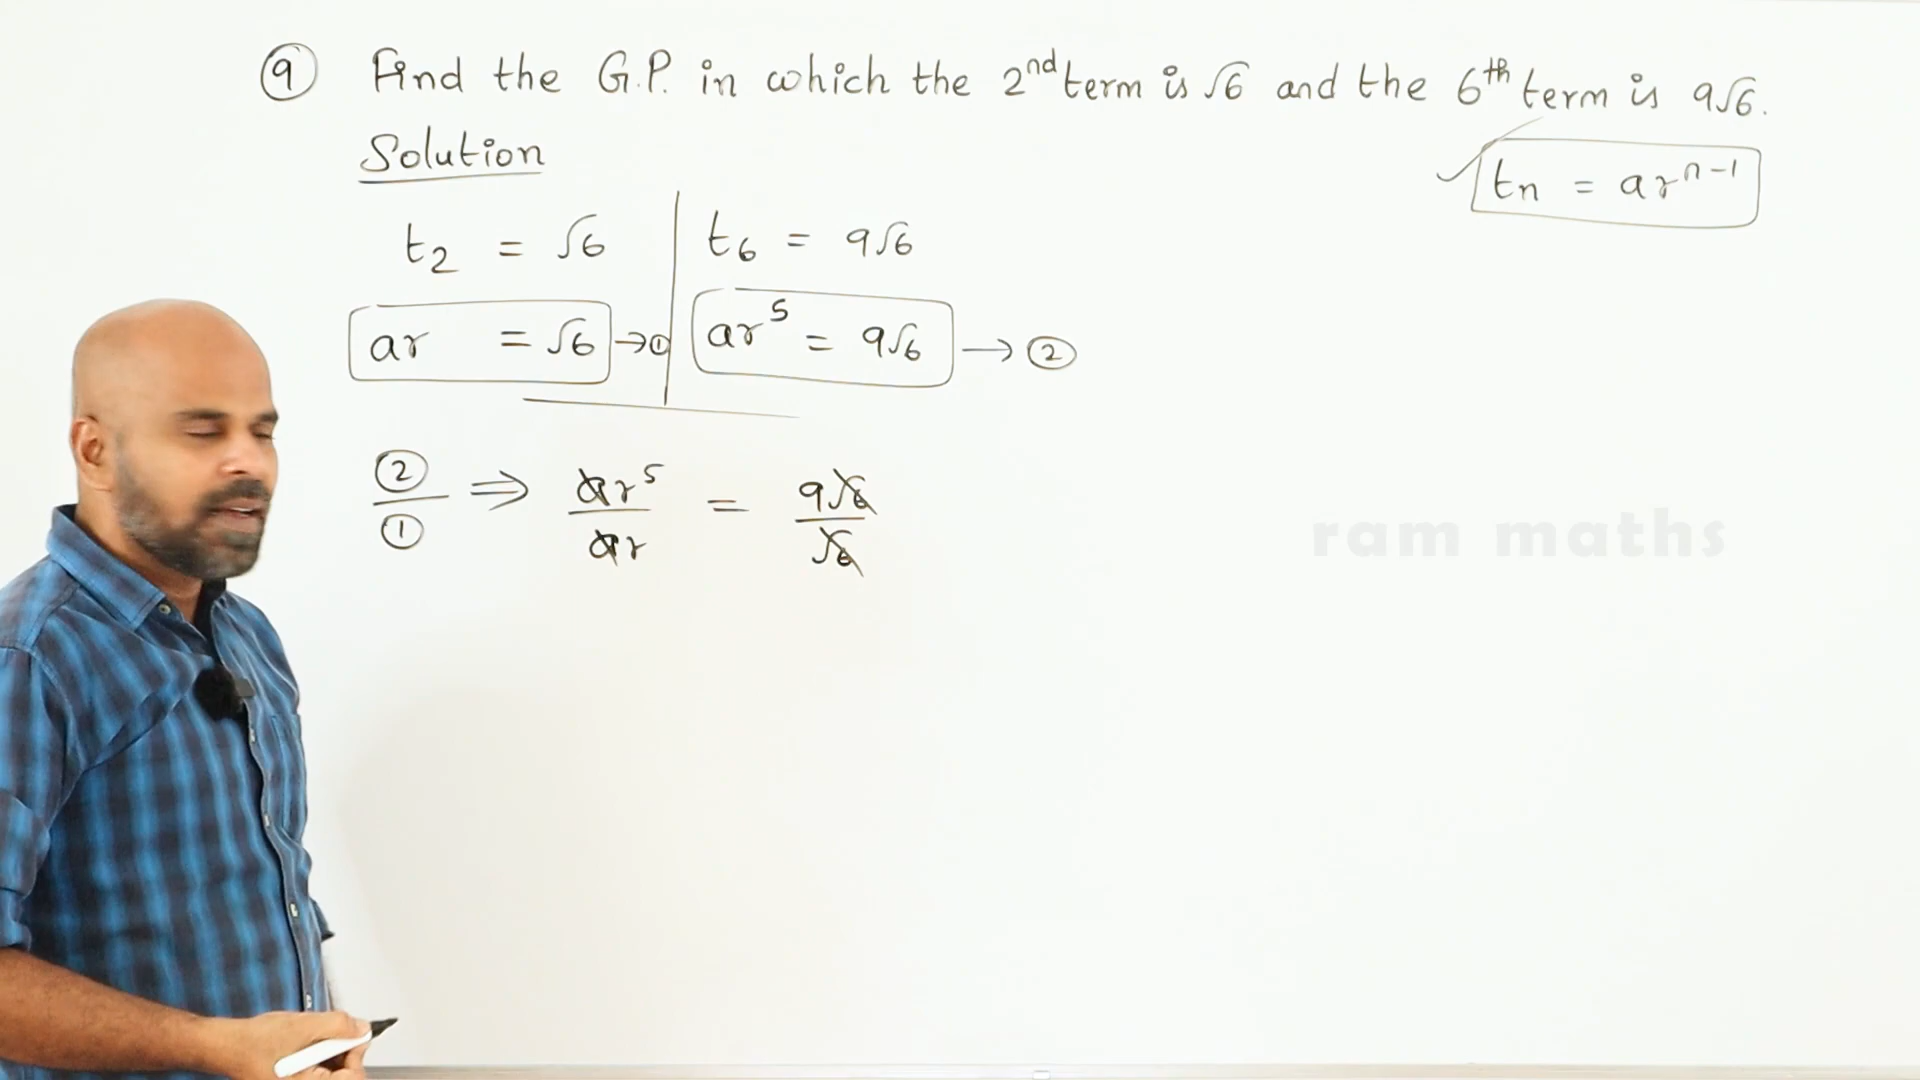 ⑨ Find the G.P. in which the 2nd term is √6 and the 6th term is 9√6.
Solution
tn = ar^n-1
t2 = √6 | t6 = 9√6
ar = √6 → ① | ar^5 = 9√6 → ②
②/① ⇒ ar^5/ar = 9√6/√6
ram maths